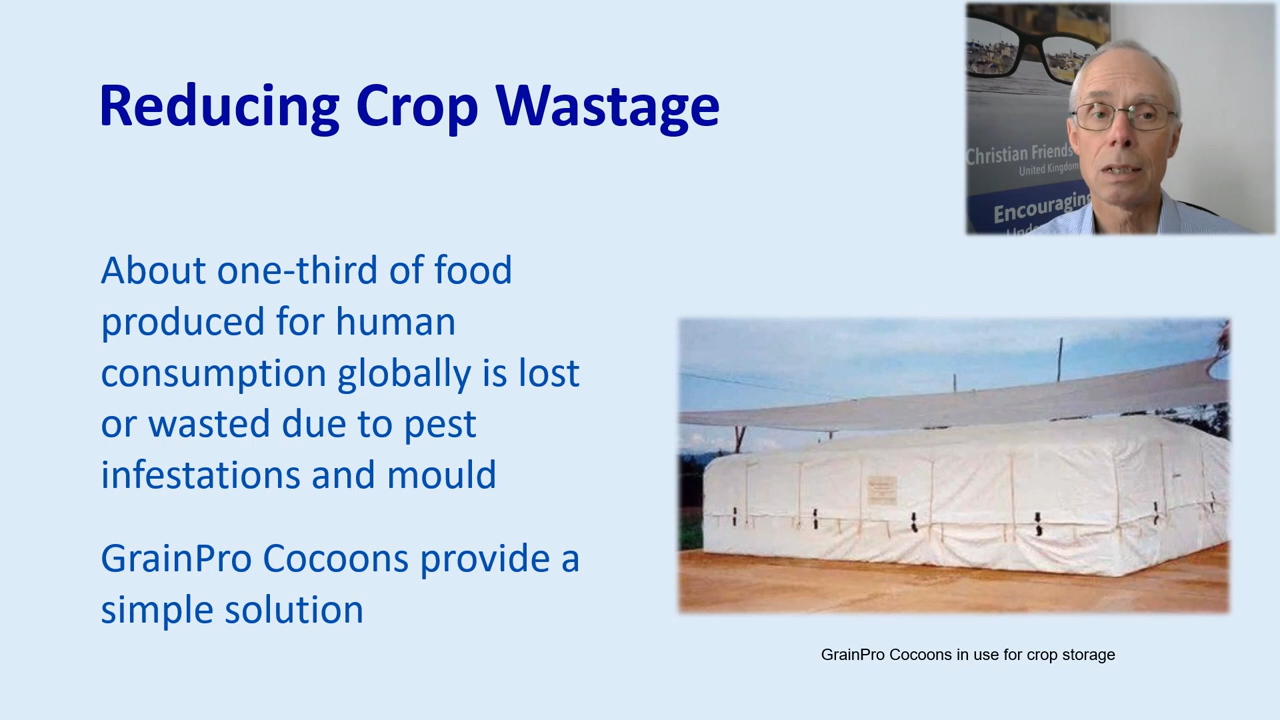 Reducing Crop Wastage
Christian Friends
United Kingdom
Encouraging
About one-third of food
produced for human
consumption globally is lost
or wasted due to pest
infestations and mould
GrainPro Cocoons provide a
simple solution
GrainPro Cocoons in use for crop storage